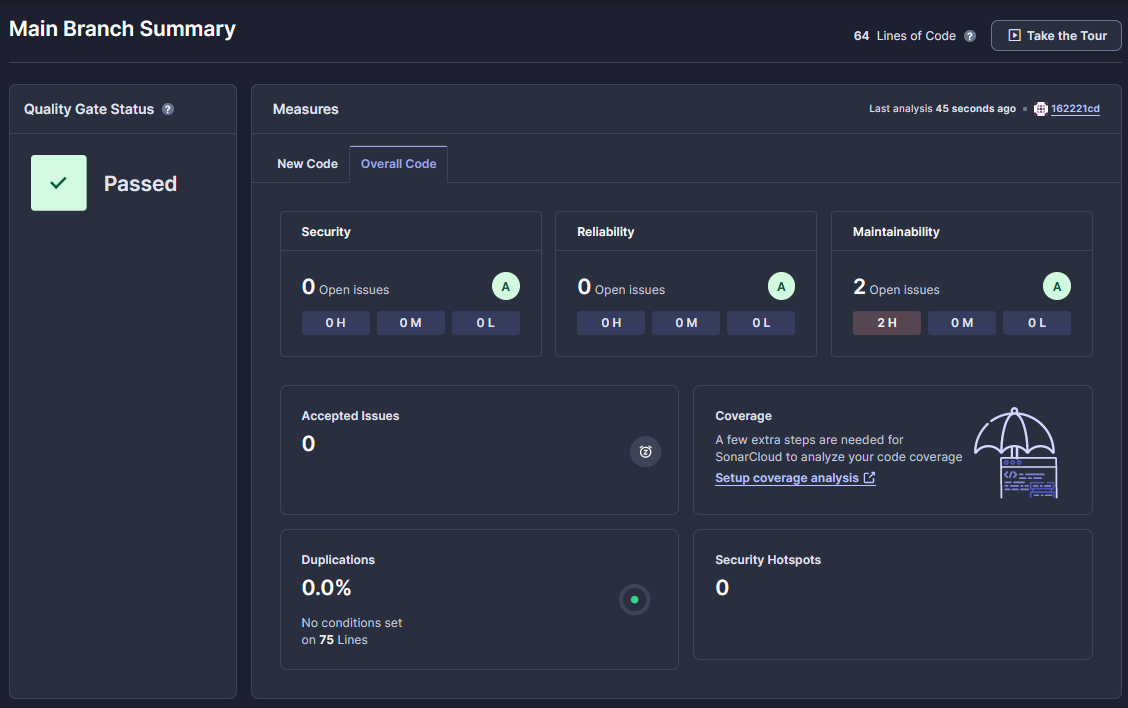 Main Branch Summary
64 Lines of Code ?
Take the Tour
Quality Gate Status ?
Passed
Measures
Last analysis 45 seconds ago • 162221cd
New Code
Overall Code
Security
0 Open issues
A
0 H
0 M
0 L
Reliability
0 Open issues
A
0 H
0 M
0 L
Maintainability
2 Open issues
A
2 H
0 M
0 L
Accepted Issues
0
Coverage
A few extra steps are needed for
SonarCloud to analyze your code coverage
Setup coverage analysis
Duplications
0.0%
No conditions set
on 75 Lines
Security Hotspots
0